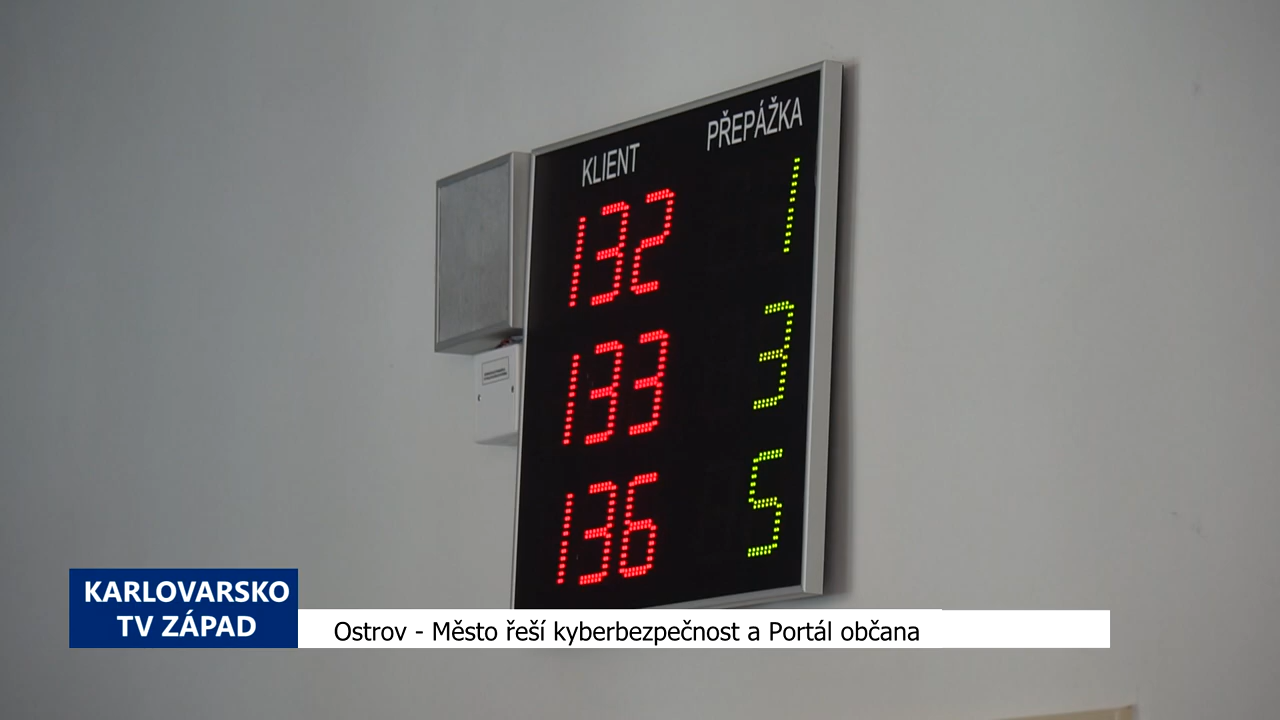 KLIENT PŘEPÁŽKA
132 1
133 3
136 5
KARLOVARSKO
TV ZÁPAD
Ostrov - Město řeší kyberbezpečnost a Portál občana